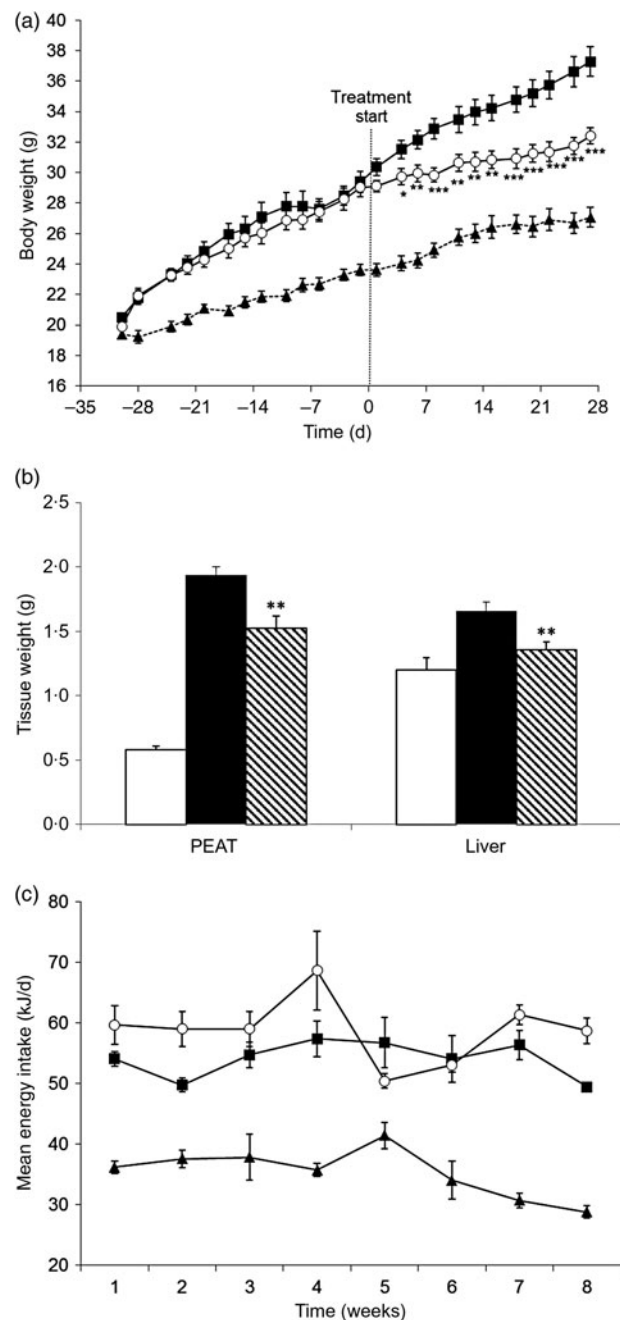 (a)
40
38
36
34
32
30
28
26
24
22
20
18
16
Body weight (g)
Treatment
start
* ** *** ** ** ** *** *** *** *** ***
–35 –28 –21 –14 –7 0 7 14 21 28
Time (d)
(b)
2·5
2·0
1·5
1·0
0·5
0·0
Tissue weight (g)
** **
PEAT Liver
(c)
80
70
60
50
40
30
20
Mean energy intake (kJ/d)
1 2 3 4 5 6 7 8
Time (weeks)